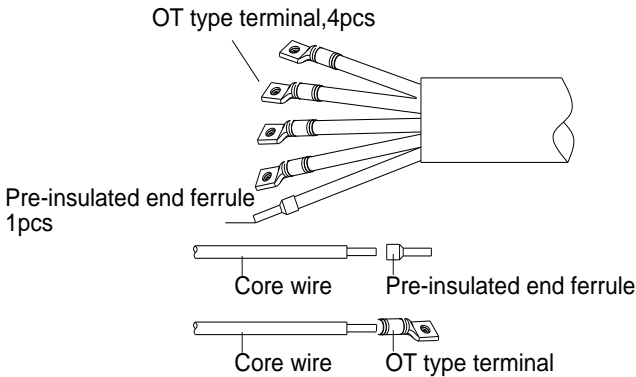 OT type terminal,4pcs
Pre-insulated end ferrule
1pcs
Core wire
Pre-insulated end ferrule
Core wire
OT type terminal